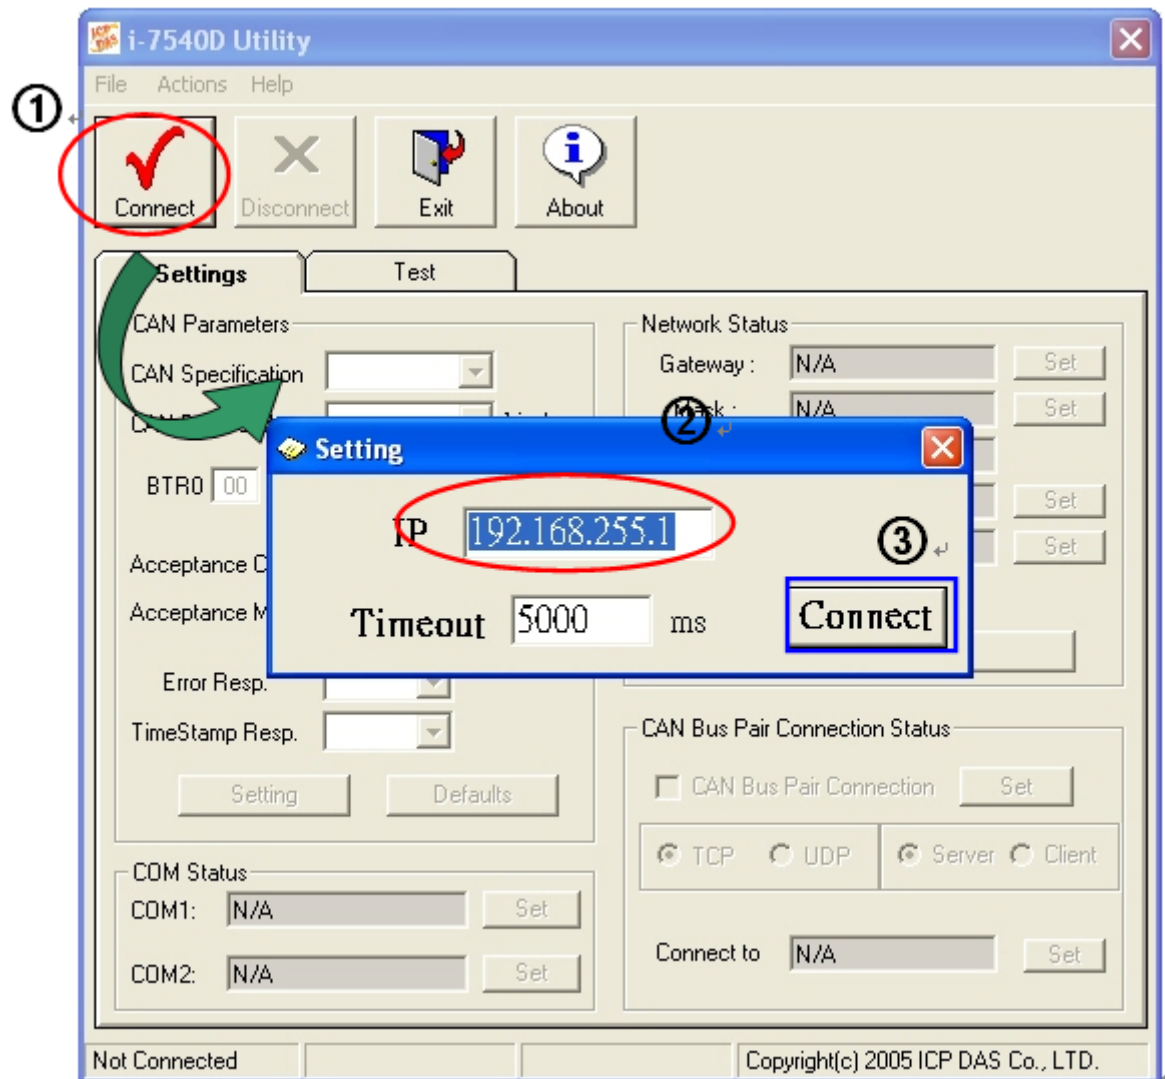 ICP DAS i-7540D Utility
File Actions Help
①
Connect Disconnect Exit About
Settings Test
CAN Parameters
CAN Specification
BTR0 00
Acceptance C
Acceptance M
Error Resp.
TimeStamp Resp.
Setting Defaults
COM Status
COM1: N/A Set
COM2: N/A Set
Network Status
Gateway : N/A Set
Mask : N/A Set
Set
Set
②
Setting
IP 192.168.255.1
③
Timeout 5000 ms Connect
CAN Bus Pair Connection Status
CAN Bus Pair Connection Set
TCP UDP Server Client
Connect to N/A Set
Not Connected Copyright(c) 2005 ICP DAS Co., LTD.